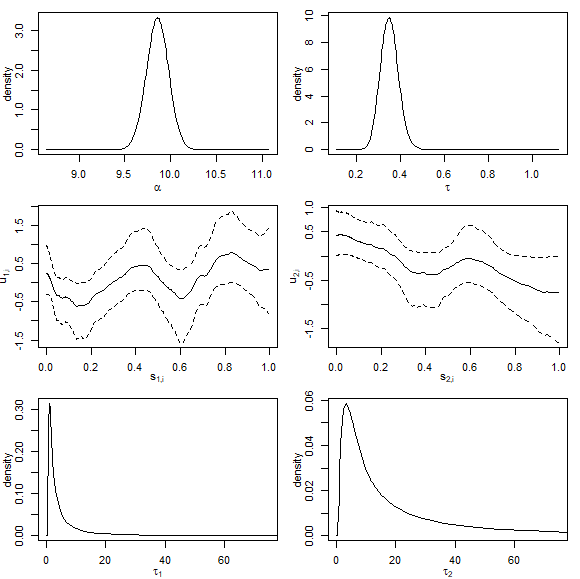 density
0.0 1.0 2.0 3.0
9.0 9.5 10.0 10.5 11.0
α
density
0 2 4 6 8 10
0.2 0.4 0.6 0.8 1.0
τ
u1,i
-1.5 -0.5 0.5 1.5
0.0 0.2 0.4 0.6 0.8 1.0
s1,i
u2,i
-1.5 -0.5 0.5 1.0
0.0 0.2 0.4 0.6 0.8 1.0
s2,i
density
0.00 0.10 0.20 0.30
0 20 40 60
τ1
density
0.00 0.02 0.04 0.06
0 20 40 60
τ2